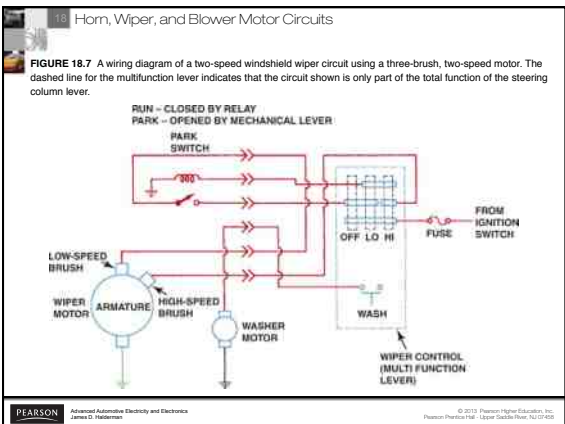 18 Horn, Wiper, and Blower Motor Circuits
FIGURE 18.7 A wiring diagram of a two-speed windshield wiper circuit using a three-brush, two-speed motor. The
dashed line for the multifunction lever indicates that the circuit shown is only part of the total function of the steering
column lever.
RUN – CLOSED BY RELAY
PARK – OPENED BY MECHANICAL LEVER
PARK
SWITCH
FROM
IGNITION
SWITCH
OFF LO HI
FUSE
LOW-SPEED
BRUSH
WIPER
MOTOR
ARMATURE
HIGH-SPEED
BRUSH
WASH
WASHER
MOTOR
WIPER CONTROL
(MULTI FUNCTION
LEVER)
PEARSON
Advanced Automotive Electricity and Electronics
James D. Halderman
© 2013 Pearson Higher Education, Inc.
Pearson Prentice Hall - Upper Saddle River, NJ 07458